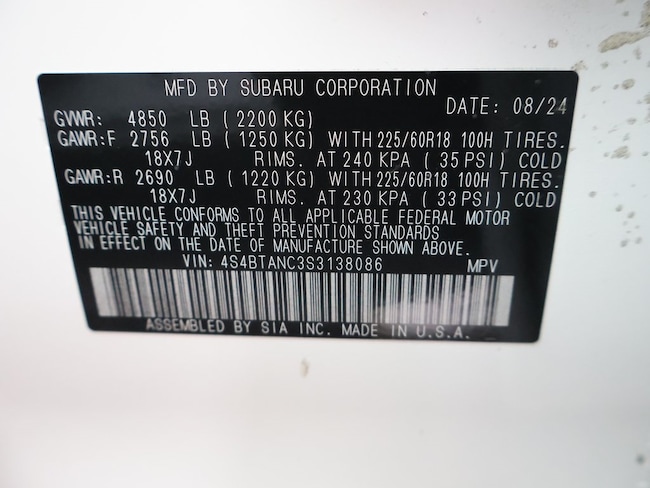 MFD BY SUBARU CORPORATION
DATE: 08/24
GVWR: 4850 LB ( 2200 KG)
GAWR:F 2756 LB ( 1250 KG) WITH 225/60R18 100H TIRES.
18X7J RIMS. AT 240 KPA ( 35 PSI) COLD
GAWR:R 2690 LB ( 1220 KG) WITH 225/60R18 100H TIRES.
18X7J RIMS. AT 230 KPA ( 33 PSI) COLD
THIS VEHICLE CONFORMS TO ALL APPLICABLE FEDERAL MOTOR
VEHICLE SAFETY AND THEFT PREVENTION STANDARDS
IN EFFECT ON THE DATE OF MANUFACTURE SHOWN ABOVE.
VIN: 4S4BTANC3S3138086 MPV
ASSEMBLED BY SIA INC. MADE IN U.S.A.